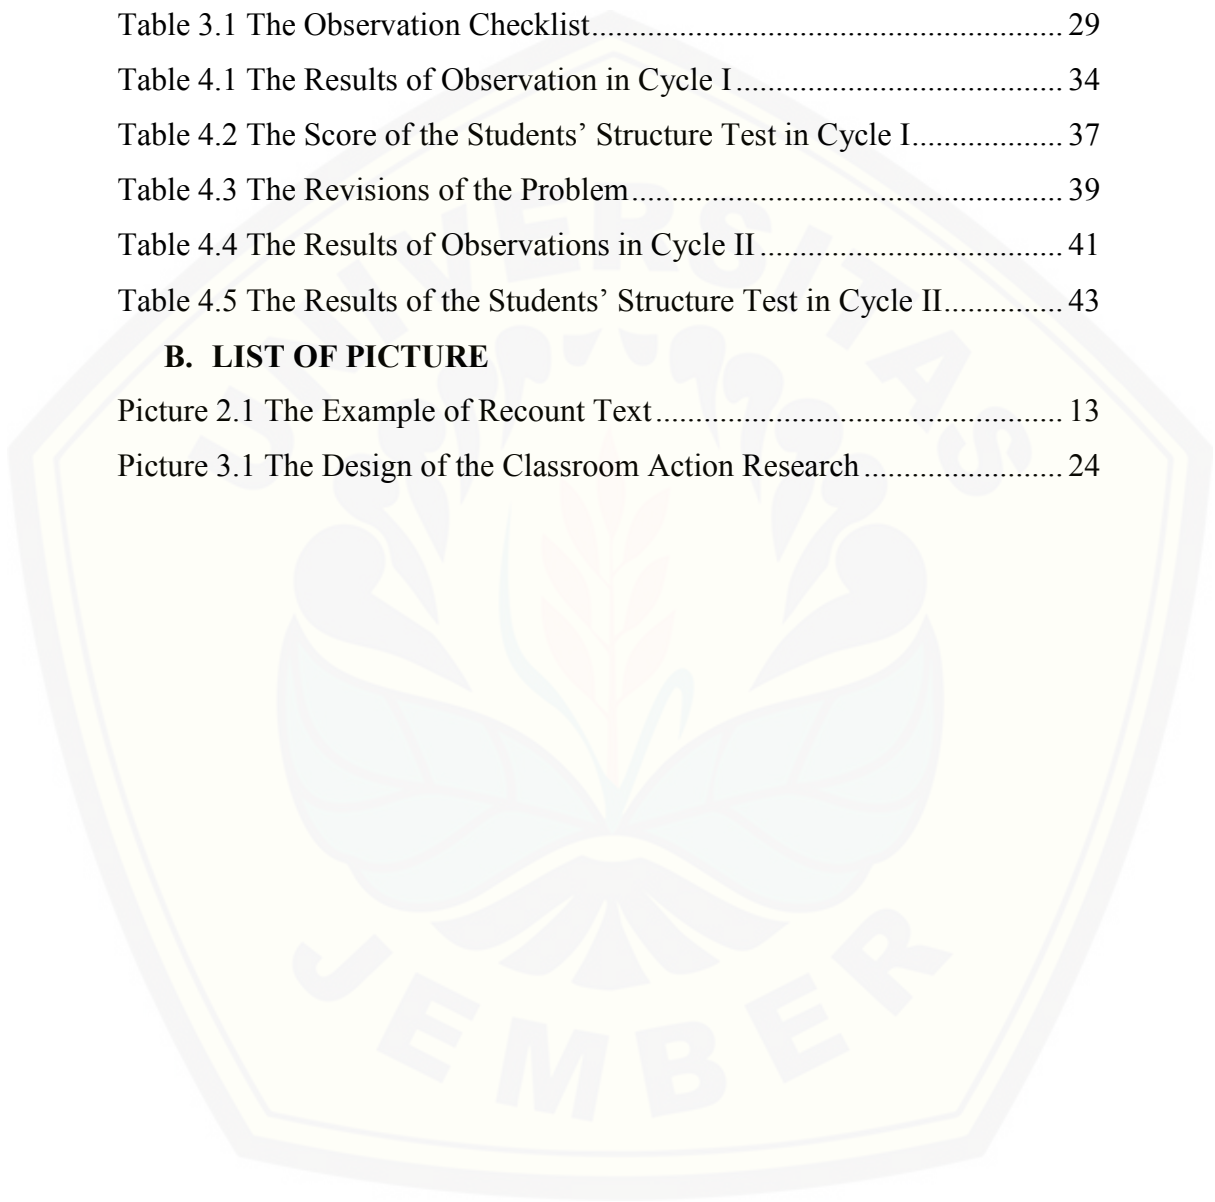 Table 3.1 The Observation Checklist........................................................... 29
Table 4.1 The Results of Observation in Cycle I......................................... 34
Table 4.2 The Score of the Students’ Structure Test in Cycle I................... 37
Table 4.3 The Revisions of the Problem...................................................... 39
Table 4.4 The Results of Observations in Cycle II...................................... 41
Table 4.5 The Results of the Students’ Structure Test in Cycle II............... 43
B. LIST OF PICTURE
Picture 2.1 The Example of Recount Text................................................... 13
Picture 3.1 The Design of the Classroom Action Research......................... 24
UNIVERSITAS
JEMBER